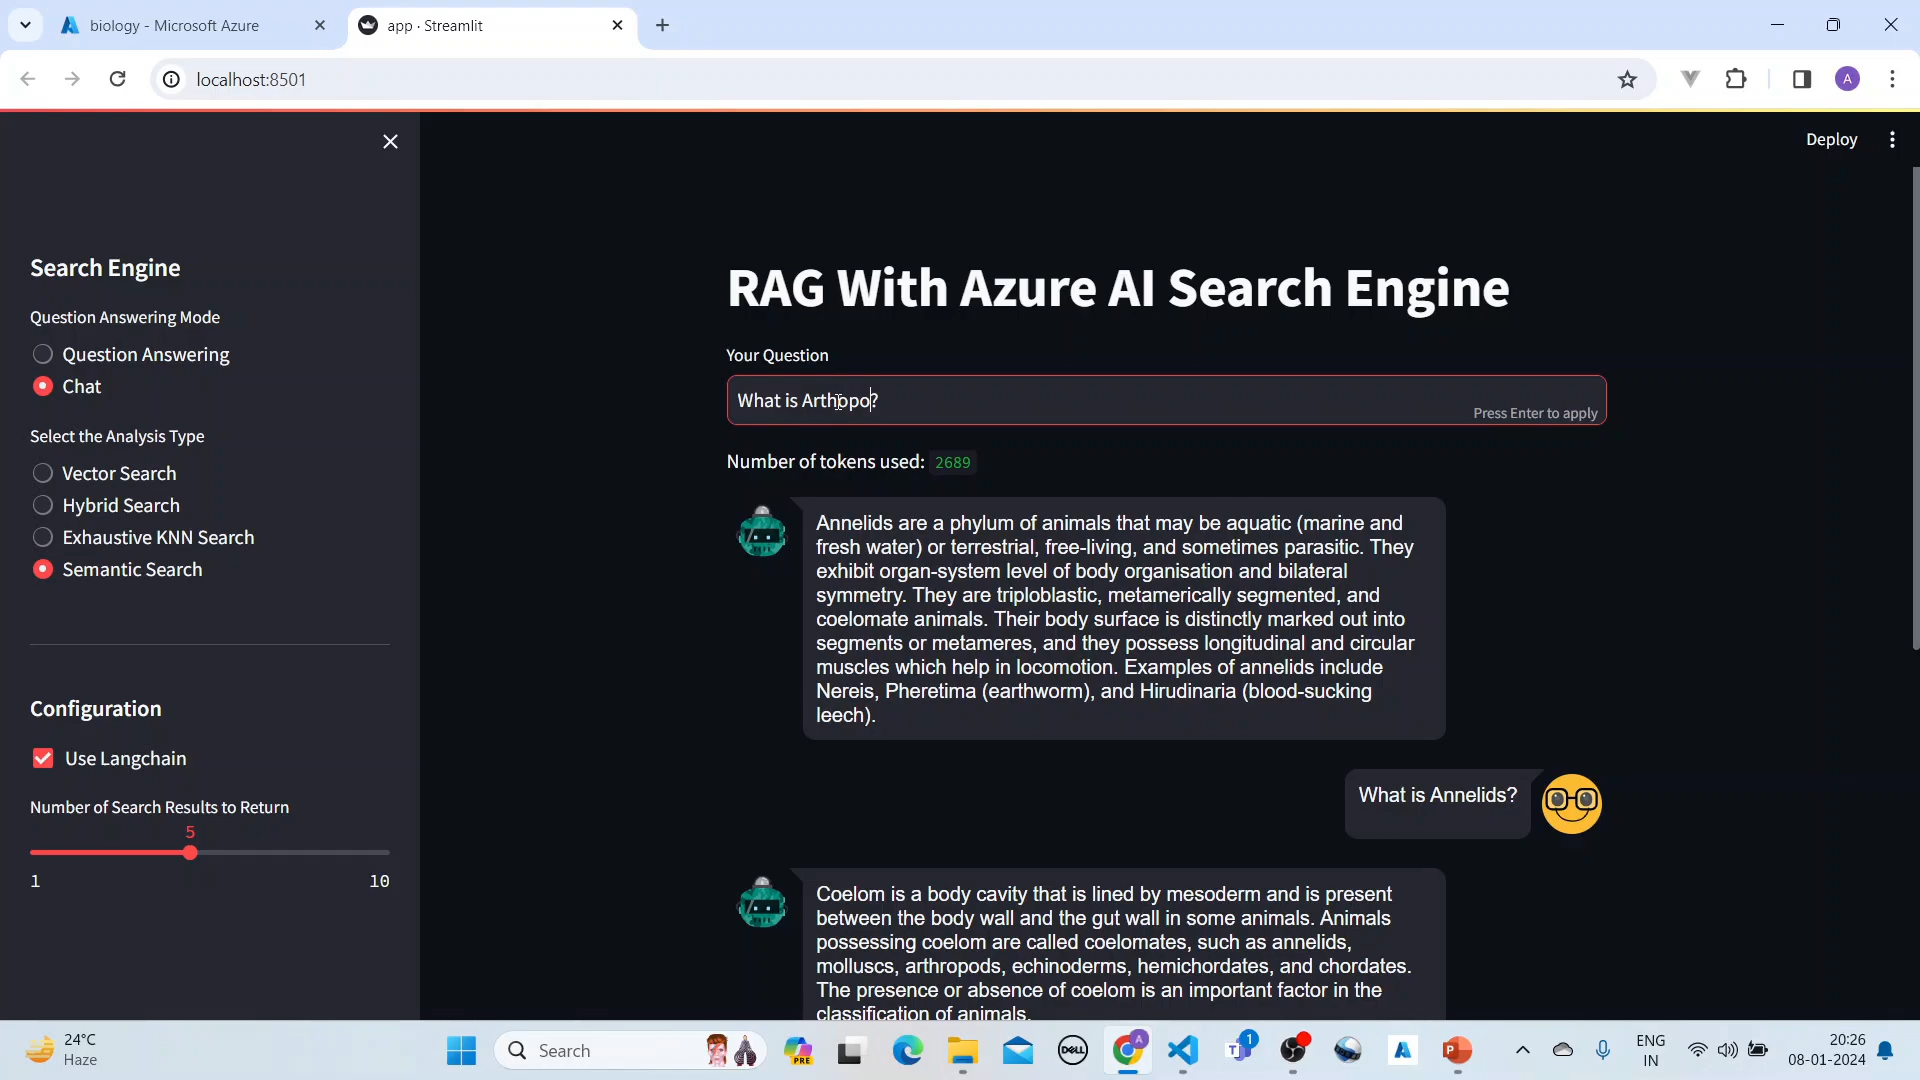 biology - Microsoft Azure
app · Streamlit
localhost:8501
A
Deploy
Search Engine
Question Answering Mode
Question Answering
Chat
Select the Analysis Type
Vector Search
Hybrid Search
Exhaustive KNN Search
Semantic Search
Configuration
Use Langchain
Number of Search Results to Return
5
1
10
RAG With Azure AI Search Engine
Your Question
What is Arthopo?
Press Enter to apply
Number of tokens used: 2689
Annelids are a phylum of animals that may be aquatic (marine and
fresh water) or terrestrial, free-living, and sometimes parasitic. They
exhibit organ-system level of body organisation and bilateral
symmetry. They are triploblastic, metamerically segmented, and
coelomate animals. Their body surface is distinctly marked out into
segments or metameres, and they possess longitudinal and circular
muscles which help in locomotion. Examples of annelids include
Nereis, Pheretima (earthworm), and Hirudinaria (blood-sucking
leech).
What is Annelids?
Coelom is a body cavity that is lined by mesoderm and is present
between the body wall and the gut wall in some animals. Animals
possessing coelom are called coelomates, such as annelids,
molluscs, arthropods, echinoderms, hemichordates, and chordates.
The presence or absence of coelom is an important factor in the
classification of animals.
24°C
Haze
Search
PRE
DELL
A
T
1
A
P
ENG
IN
20:26
08-01-2024